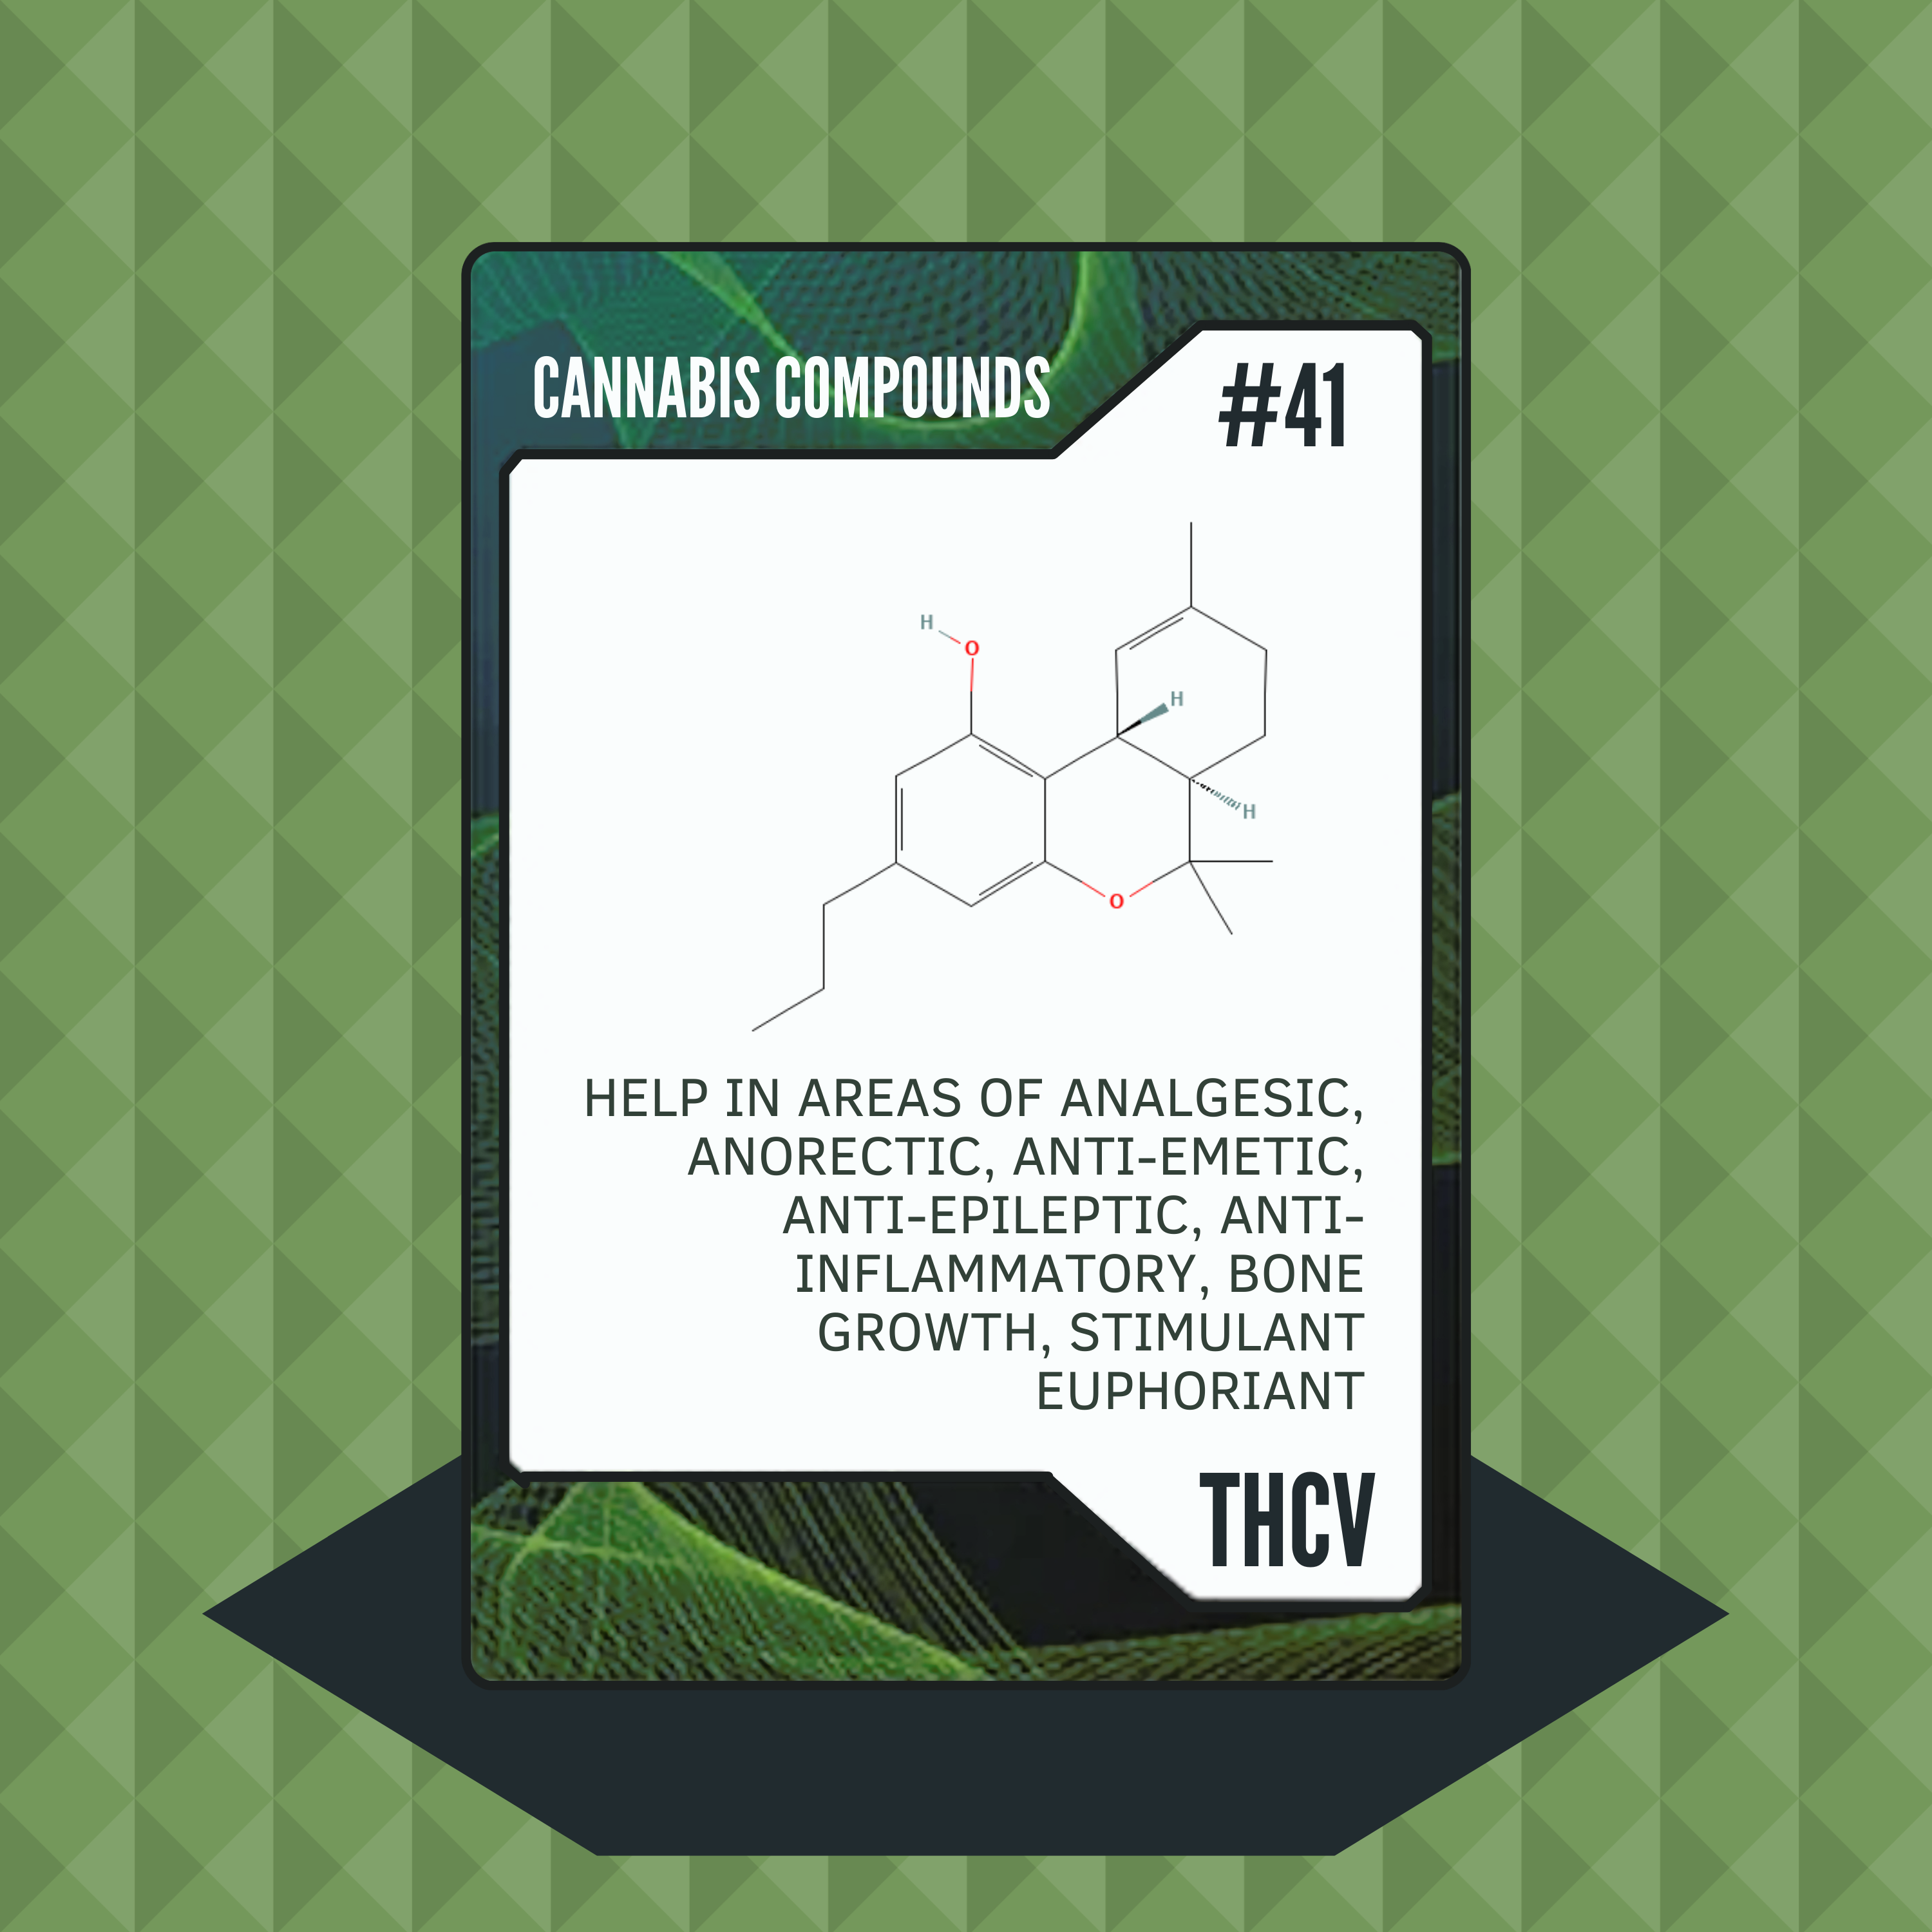 CANNABIS COMPOUNDS
#41
H
O
H
H
O
HELP IN AREAS OF ANALGESIC,
ANORECTIC, ANTI-EMETIC,
ANTI-EPILEPTIC, ANTI-
INFLAMMATORY, BONE
GROWTH, STIMULANT
EUPHORIANT
THCV